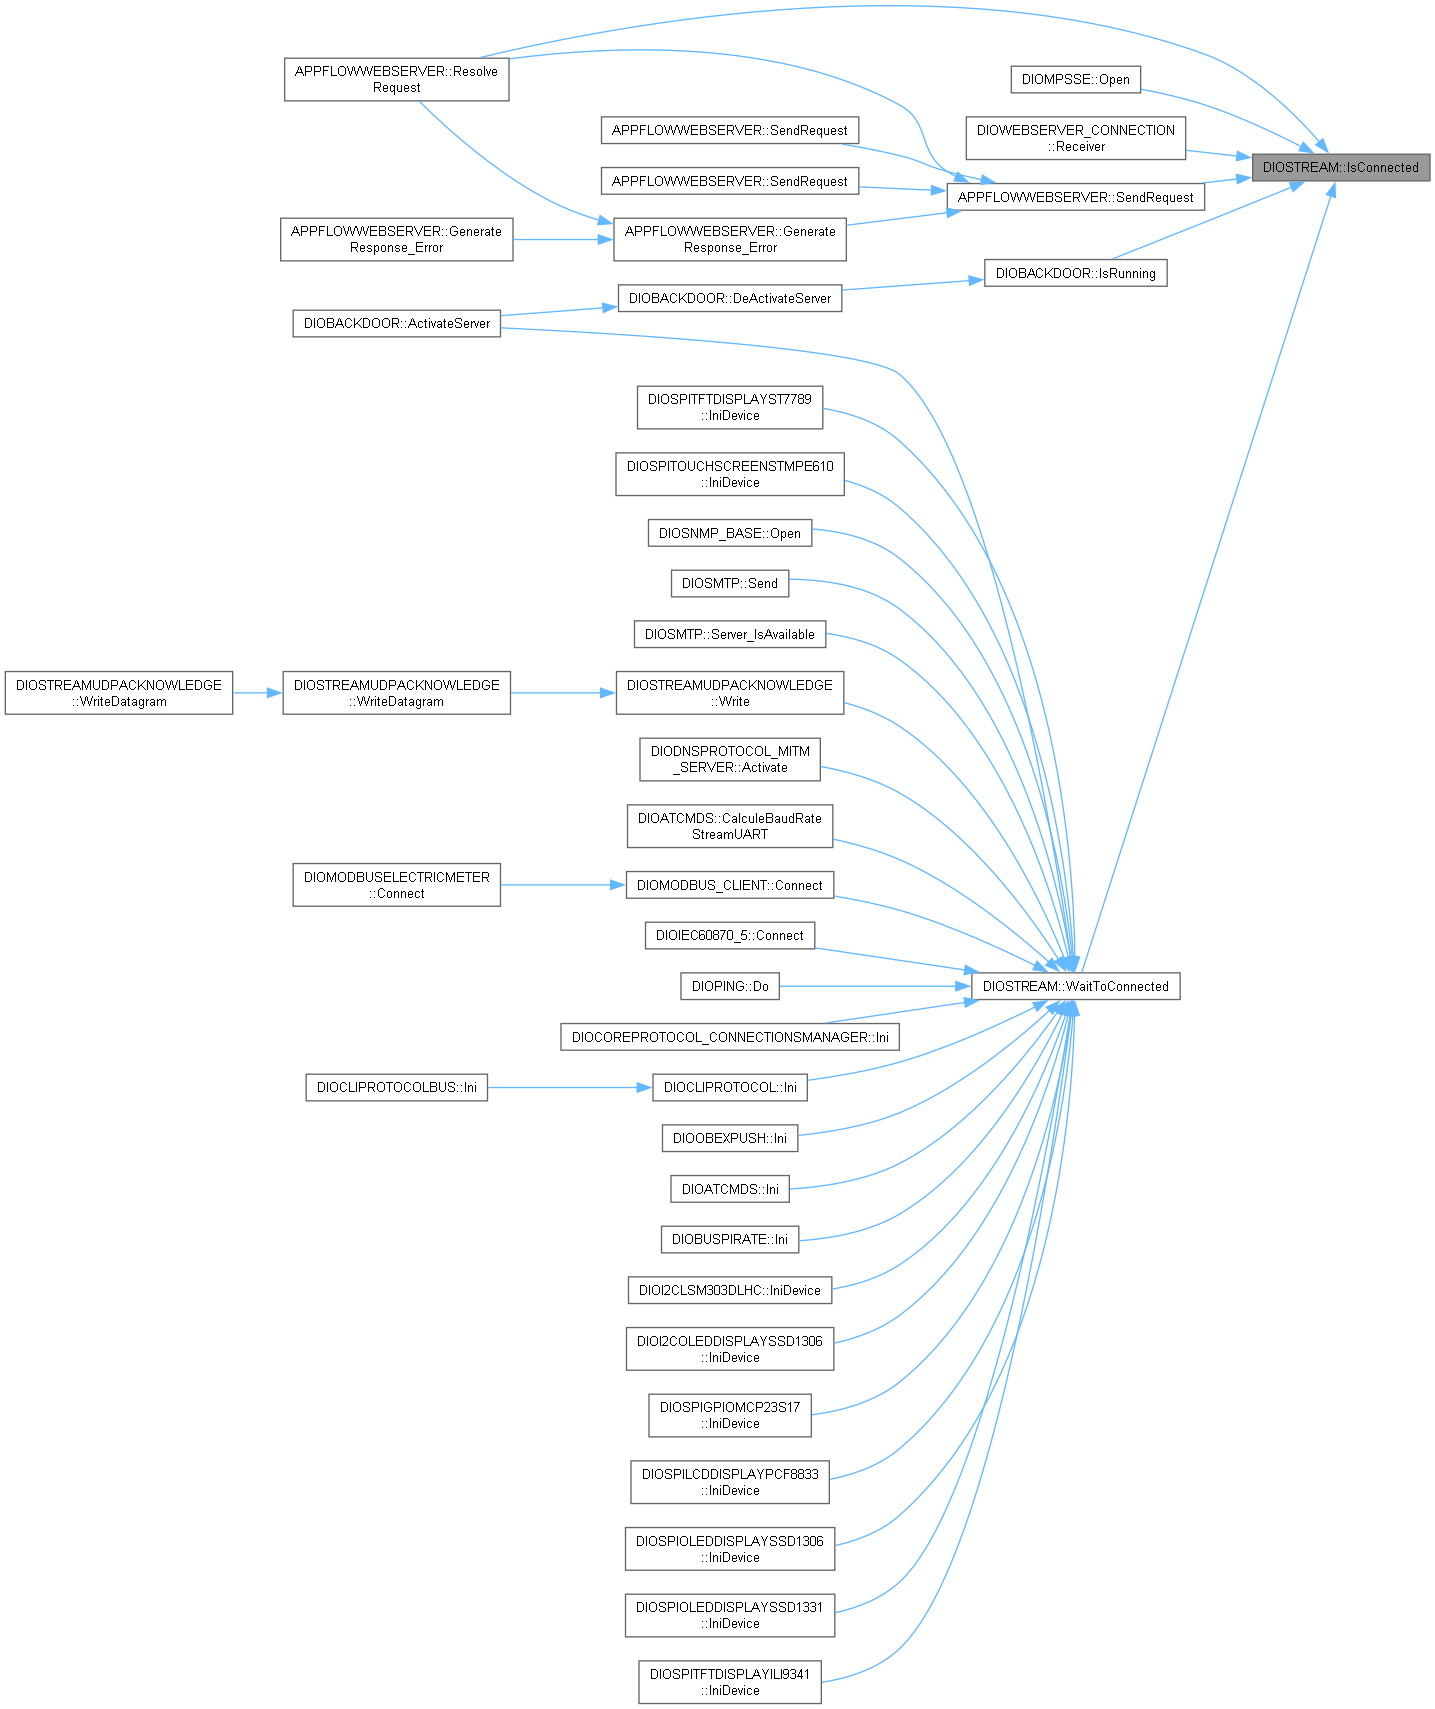 APPFLOWWEBSERVER::Resolve
Request
DIOMPSSE::Open
APPFLOWWEBSERVER::SendRequest
DIOWEBSERVER_CONNECTION
::Receiver
DIOSTREAM::IsConnected
APPFLOWWEBSERVER::SendRequest
APPFLOWWEBSERVER::SendRequest
APPFLOWWEBSERVER::Generate
Response_Error
APPFLOWWEBSERVER::Generate
Response_Error
DIOBACKDOOR::IsRunning
DIOBACKDOOR::DeActivateServer
DIOBACKDOOR::ActivateServer
DIOSPITFTDISPLAYST7789
::IniDevice
DIOSPITOUCHSCREENSTMPE610
::IniDevice
DIOSNMP_BASE::Open
DIOSMTP::Send
DIOSMTP::Server_IsAvailable
DIOSTREAMUDPACKNOWLEDGE
::WriteDatagram
DIOSTREAMUDPACKNOWLEDGE
::WriteDatagram
DIOSTREAMUDPACKNOWLEDGE
::Write
DIODNSPROTOCOL_MITM
_SERVER::Activate
DIOATCMDS::CalculeBaudRate
StreamUART
DIOMODBUSELECTRICMETER
::Connect
DIOMODBUS_CLIENT::Connect
DIOIEC60870_5::Connect
DIOPING::Do
DIOSTREAM::WaitToConnected
DIOCOREPROTOCOL_CONNECTIONSMANAGER::Ini
DIOCLIPROTOCOLBUS::Ini
DIOCLIPROTOCOL::Ini
DIOOBEXPUSH::Ini
DIOATCMDS::Ini
DIOBUSPIRATE::Ini
DIOI2CLSM303DLHC::IniDevice
DIOI2COLEDDISPLAYSSD1306
::IniDevice
DIOSPIGPIOMCP23S17
::IniDevice
DIOSPILCDDISPLAYPCF8833
::IniDevice
DIOSPIOLEDDISPLAYSSD1306
::IniDevice
DIOSPIOLEDDISPLAYSSD1331
::IniDevice
DIOSPITFTDISPLAYILI9341
::IniDevice